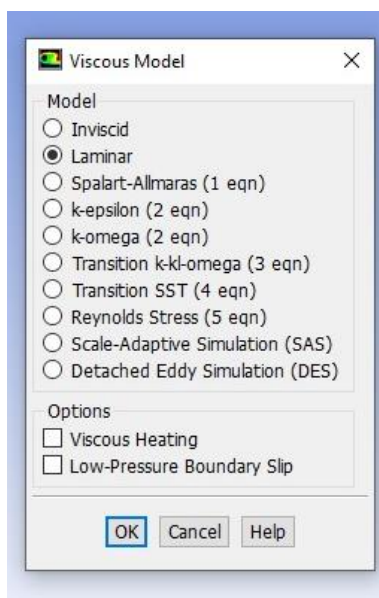 Viscous Model
Model
Inviscid
Laminar
Spalart-Allmaras (1 eqn)
k-epsilon (2 eqn)
k-omega (2 eqn)
Transition k-kl-omega (3 eqn)
Transition SST (4 eqn)
Reynolds Stress (5 eqn)
Scale-Adaptive Simulation (SAS)
Detached Eddy Simulation (DES)
Options
Viscous Heating
Low-Pressure Boundary Slip
OK Cancel Help